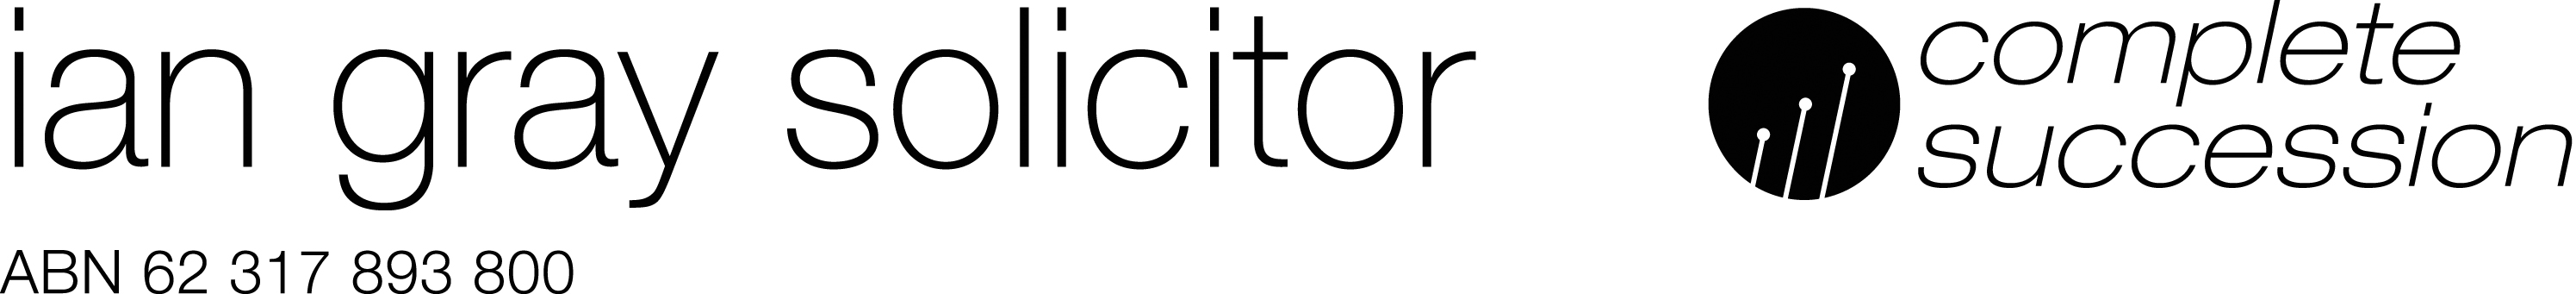 ian gray solicitor
complete
succession
ABN 62 317 893 800